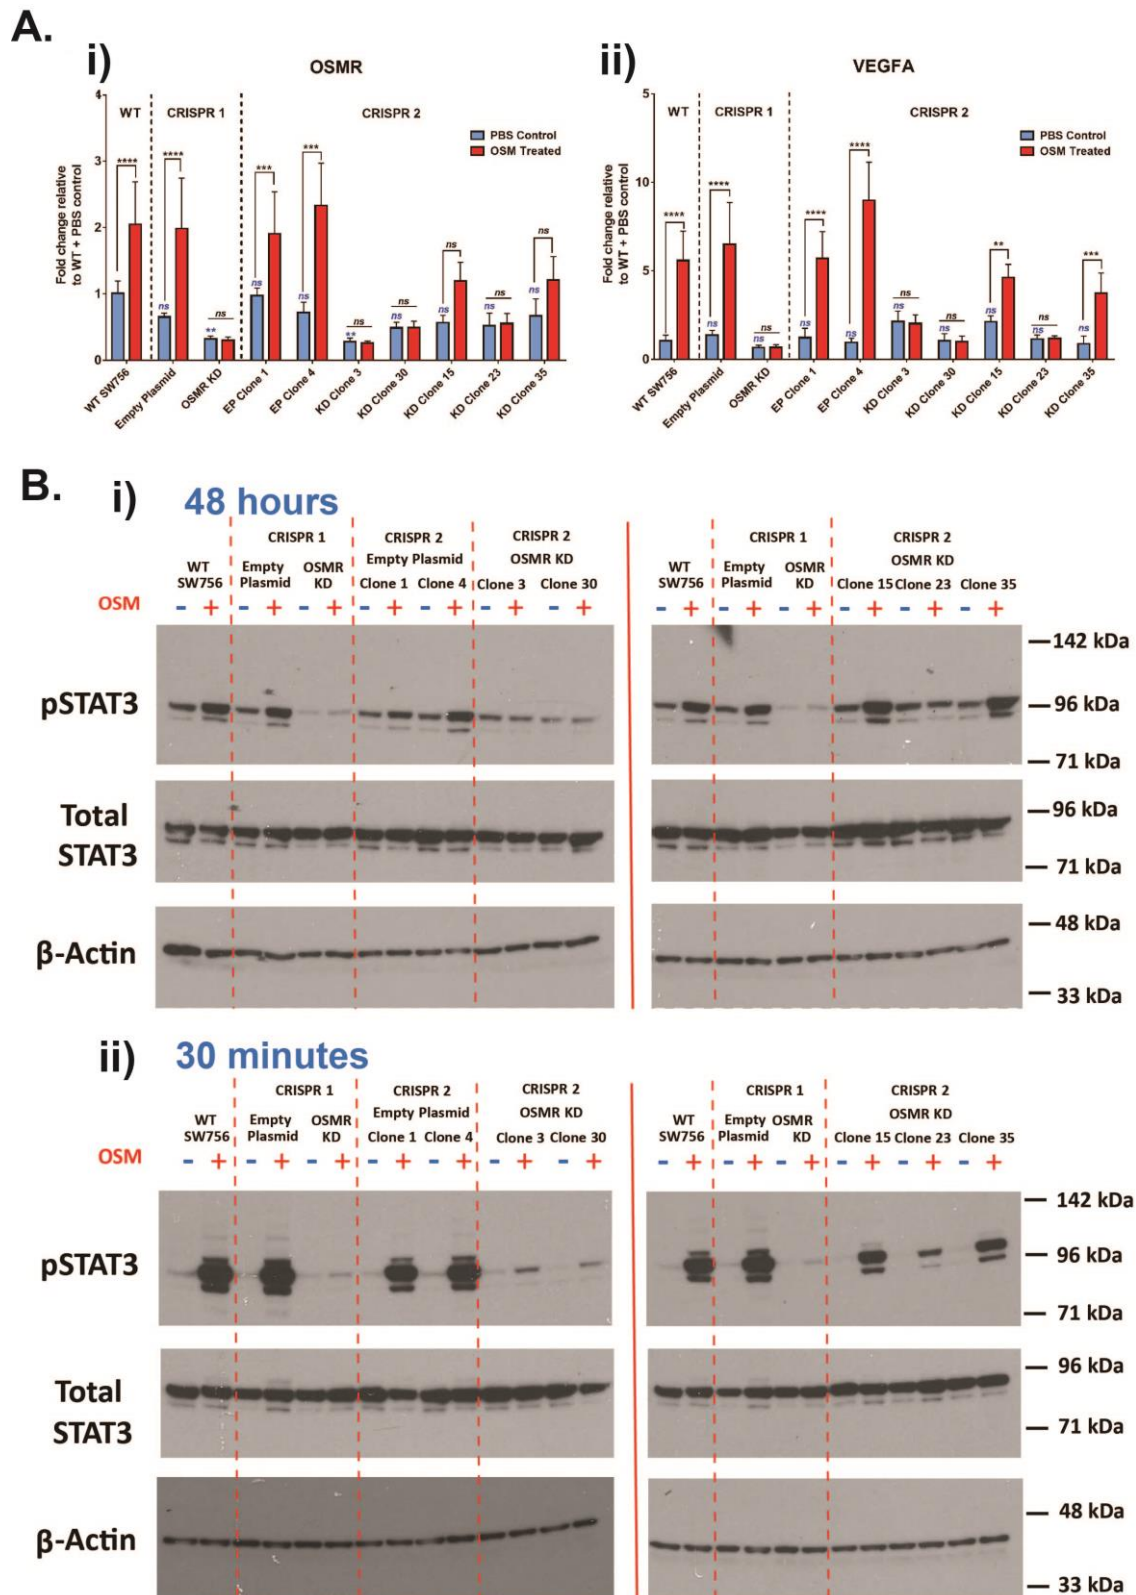 A.
i)
OSMR
Fold change relative
to WT + PBS control
4
3
2
1
0
WT
CRISPR 1
CRISPR 2
PBS Control
OSM Treated
****
****
***
***
ns
**
ns
ns
ns
**
ns
ns
ns
ns
ns
ns
ns
ns
ns
WT SW756
Empty Plasmid
OSMR KD
EP Clone 1
EP Clone 4
KD Clone 3
KD Clone 30
KD Clone 15
KD Clone 23
KD Clone 35
ii)
VEGFA
Fold change relative
to WT + PBS control
5
10
5
0
WT
CRISPR 1
CRISPR 2
PBS Control
OSM Treated
****
****
****
****
**
***
ns
ns
ns
ns
ns
ns
ns
ns
ns
ns
ns
ns
ns
WT SW756
Empty Plasmid
OSMR KD
EP Clone 1
EP Clone 4
KD Clone 3
KD Clone 30
KD Clone 15
KD Clone 23
KD Clone 35
B.
i)
48 hours
CRISPR 1
CRISPR 2
CRISPR 2
WT
SW756
Empty
Plasmid
OSMR
KD
Empty Plasmid
Clone 1 Clone 4
OSMR KD
Clone 3 Clone 30
CRISPR 1
CRISPR 2
WT
SW756
Empty
Plasmid
OSMR
KD
OSMR KD
Clone 15 Clone 23 Clone 35
OSM - + - + - + - + - + - + - +
- + - + - + - + - + - +
pSTAT3
142 kDa
96 kDa
71 kDa
Total
STAT3
96 kDa
71 kDa
β-Actin
48 kDa
33 kDa
ii)
30 minutes
CRISPR 1
CRISPR 2
CRISPR 2
WT
SW756
Empty
Plasmid
OSMR
KD
Empty Plasmid
Clone 1 Clone 4
OSMR KD
Clone 3 Clone 30
CRISPR 1
CRISPR 2
WT
SW756
Empty
Plasmid
OSMR
KD
OSMR KD
Clone 15 Clone 23 Clone 35
OSM - + - + - + - + - + - + - +
- + - + - + - + - + - +
pSTAT3
142 kDa
96 kDa
71 kDa
Total
STAT3
96 kDa
71 kDa
β-Actin
48 kDa
33 kDa